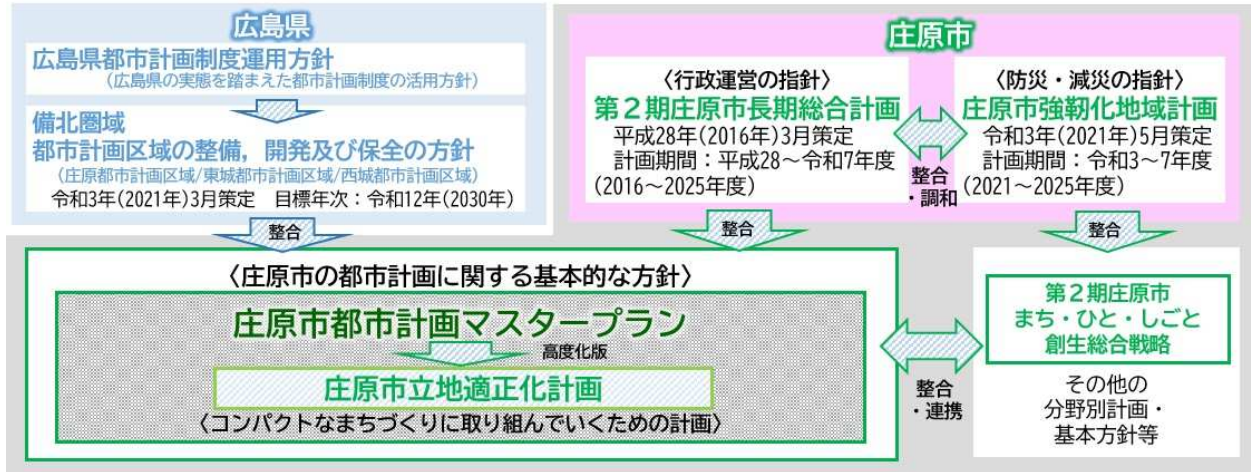 広島県
広島県都市計画制度運用方針
(広島県の実態を踏まえた都市計画制度の活用方針)
備北圏域
都市計画区域の整備，開発及び保全の方針
(庄原都市計画区域/東城都市計画区域/西城都市計画区域)
令和3年(2021年)3月策定　目標年次：令和12年(2030年)
整合
庄原市
〈行政運営の指針〉
第２期庄原市長期総合計画
平成28年(2016年)3月策定
計画期間：平成28～令和7年度
(2016～2025年度)
整合
・調和
〈防災・減災の指針〉
庄原市強靭化地域計画
令和3年(2021年)5月策定
計画期間：令和3～7年度
(2021～2025年度)
整合
整合
〈庄原市の都市計画に関する基本的な方針〉
庄原市都市計画マスタープラン
高度化版
庄原市立地適正化計画
〈コンパクトなまちづくりに取り組んでいくための計画〉
整合
・連携
第２期庄原市
まち・ひと・しごと
創生総合戦略
その他の
分野別計画・
基本方針等